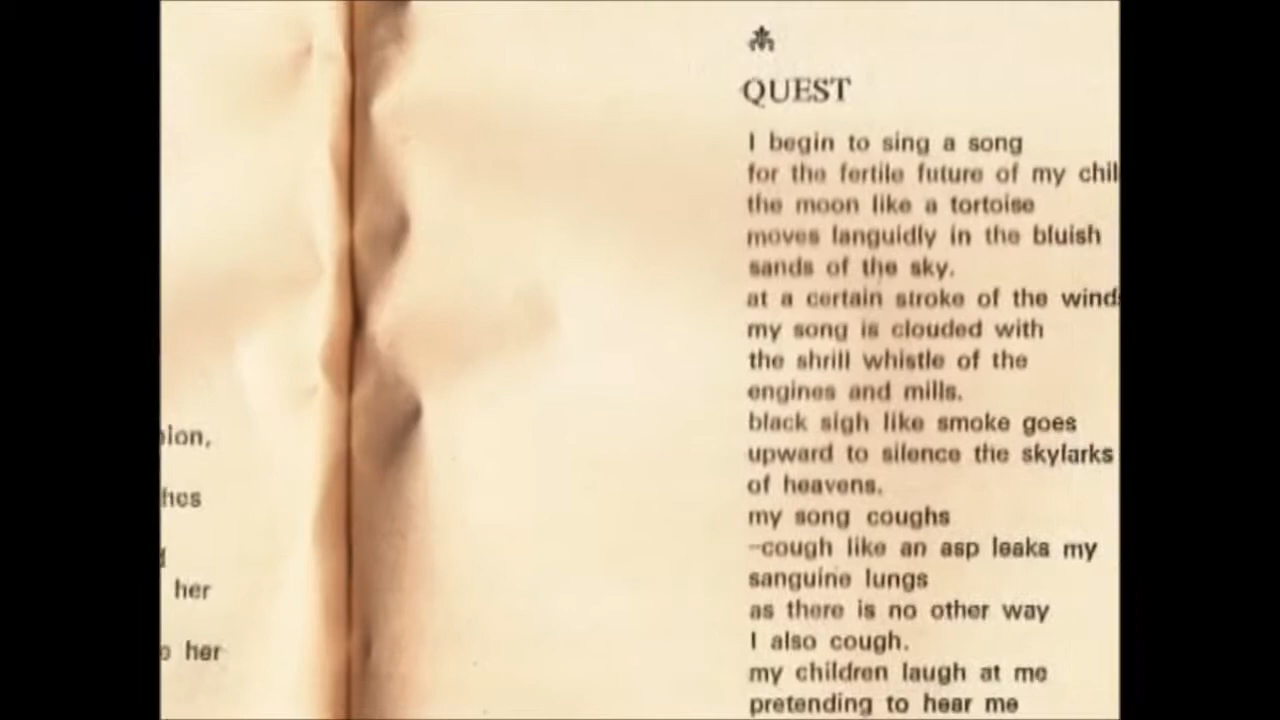 her
her
QUEST
I begin to sing a song
for the fertile future of my chil
the moon like a tortoise
moves languidly in the bluish
sands of the sky.
at a certain stroke of the wind
my song is clouded with
the shrill whistle of the
engines and mills.
black sigh like smoke goes
upward to silence the skylarks
of heavens.
my song coughs
-cough like an asp leaks my
sanguine lungs
as there is no other way
I also cough.
my children laugh at me
pretending to hear me